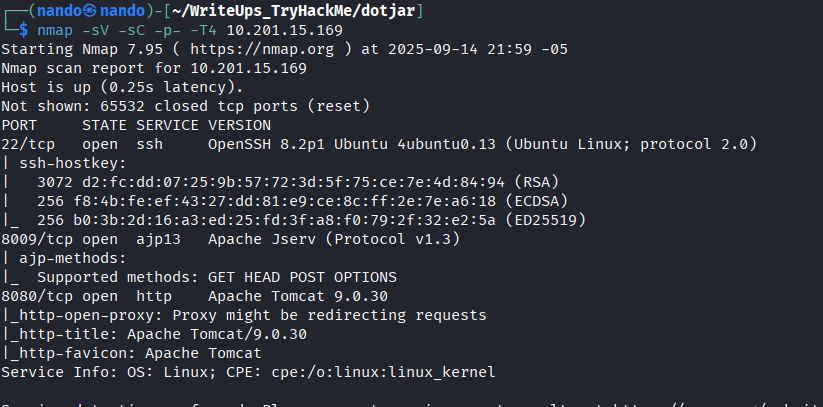 ┌──(nando㉿nando)-[~/WriteUps_TryHackMe/dotjar]
└─$ nmap -sV -sC -p- -T4 10.201.15.169
Starting Nmap 7.95 ( https://nmap.org ) at 2025-09-14 21:59 -05
Nmap scan report for 10.201.15.169
Host is up (0.25s latency).
Not shown: 65532 closed tcp ports (reset)
PORT     STATE SERVICE VERSION
22/tcp   open  ssh     OpenSSH 8.2p1 Ubuntu 4ubuntu0.13 (Ubuntu Linux; protocol 2.0)
| ssh-hostkey:
|   3072 d2:fc:dd:07:25:9b:57:72:3d:5f:75:ce:7e:4d:84:94 (RSA)
|   256 f8:4b:fe:ef:43:27:dd:81:e9:ce:8c:ff:2e:7e:a6:18 (ECDSA)
|_  256 b0:3b:2d:16:a3:ed:25:fd:3f:a8:f0:79:2f:32:e2:5a (ED25519)
8009/tcp open  ajp13   Apache Jserv (Protocol v1.3)
| ajp-methods:
|_  Supported methods: GET HEAD POST OPTIONS
8080/tcp open  http    Apache Tomcat 9.0.30
|_http-open-proxy: Proxy might be redirecting requests
|_http-title: Apache Tomcat/9.0.30
|_http-favicon: Apache Tomcat
Service Info: OS: Linux; CPE: cpe:/o:linux:linux_kernel